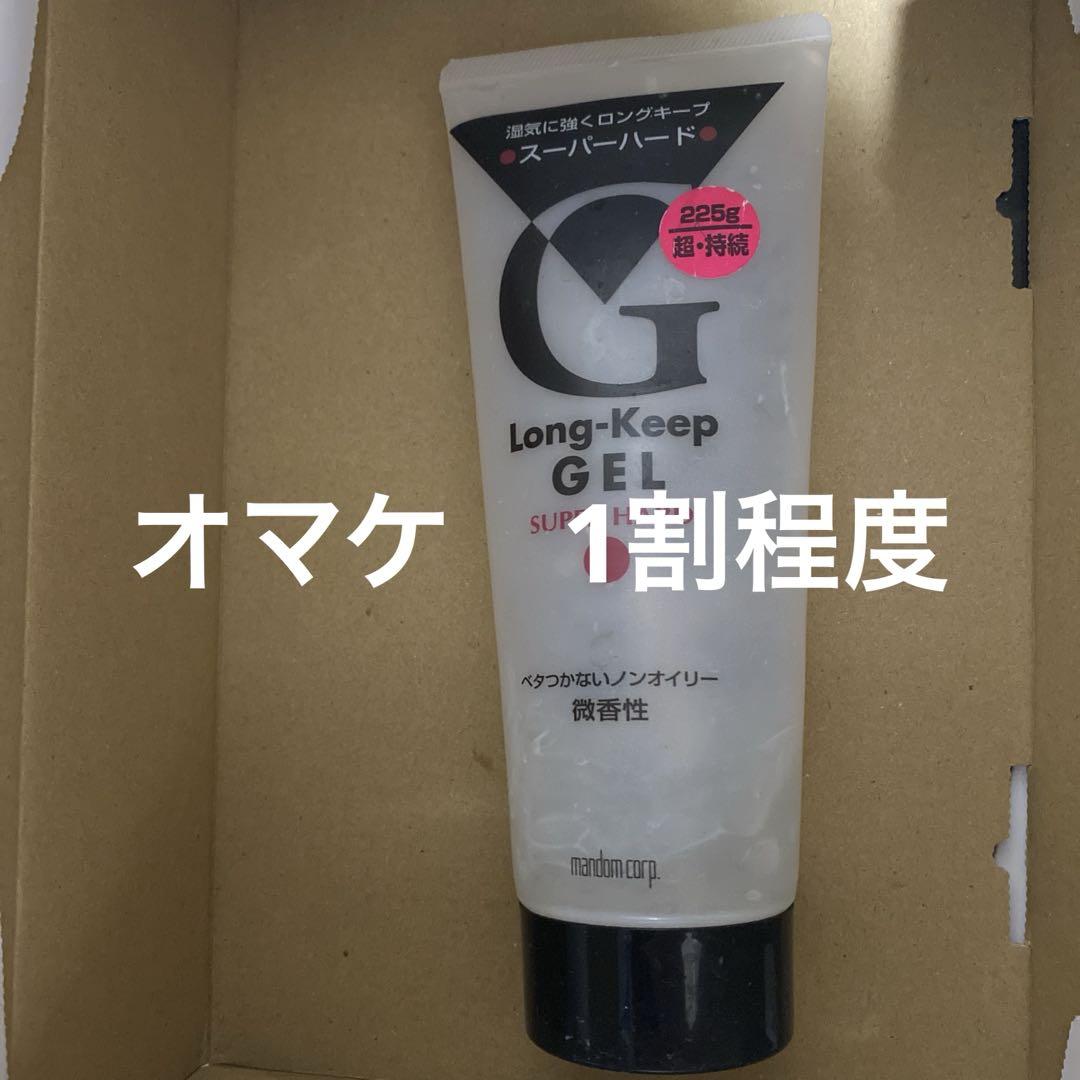 湿気に強くロングキープ
●スーパーハード●
225g
超・持続
G
Long-Keep
GEL
SUPER HARD
オマケ 1割程度
ベタつかないノンオイリー
微香性
mandom corp.